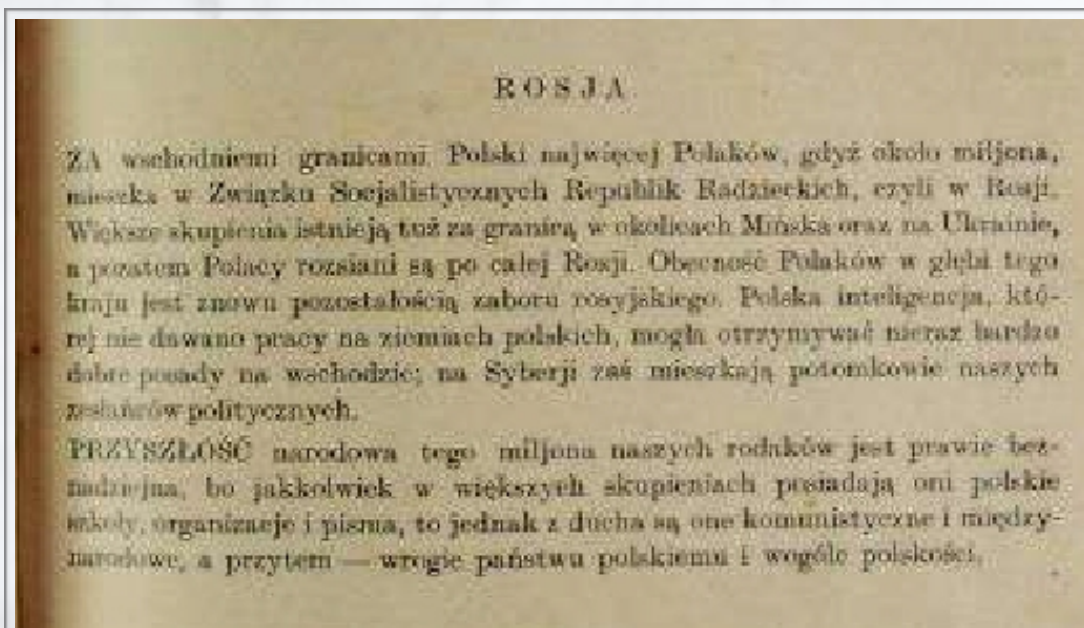 ROSJA
ZA wschodniemi granicami Polski najwięcej Polaków, gdyż około miljona,
mieszka w Związku Socjalistycznych Republik Radzieckich, czyli w Rosji.
Większe skupienia istnieją tuż za granicą w okolicach Mińska oraz na Ukrainie,
a pozatem Polacy rozsiani są po całej Rosji. Obecność Polaków w głębi tego
kraju jest znowu pozostałością zaboru rosyjskiego. Polska inteligencja, któ-
rej nie dawano pracy na ziemiach polskich, mogła otrzymywać nieraz bardzo
dobre posady na wschodzie; na Syberji zaś mieszkają potomkowie naszych
zesłańców politycznych.
PRZYSZŁOŚĆ narodowa tego miljona naszych rodaków jest prawie bez-
nadziejna, bo jakkolwiek w większych skupieniach posiadają oni polskie
szkoły, organizacje i pisma, to jednak z ducha są one komunistyczne i między-
narodowe, a przytem — wrogie państwu polskiemu i wogóle polskości.